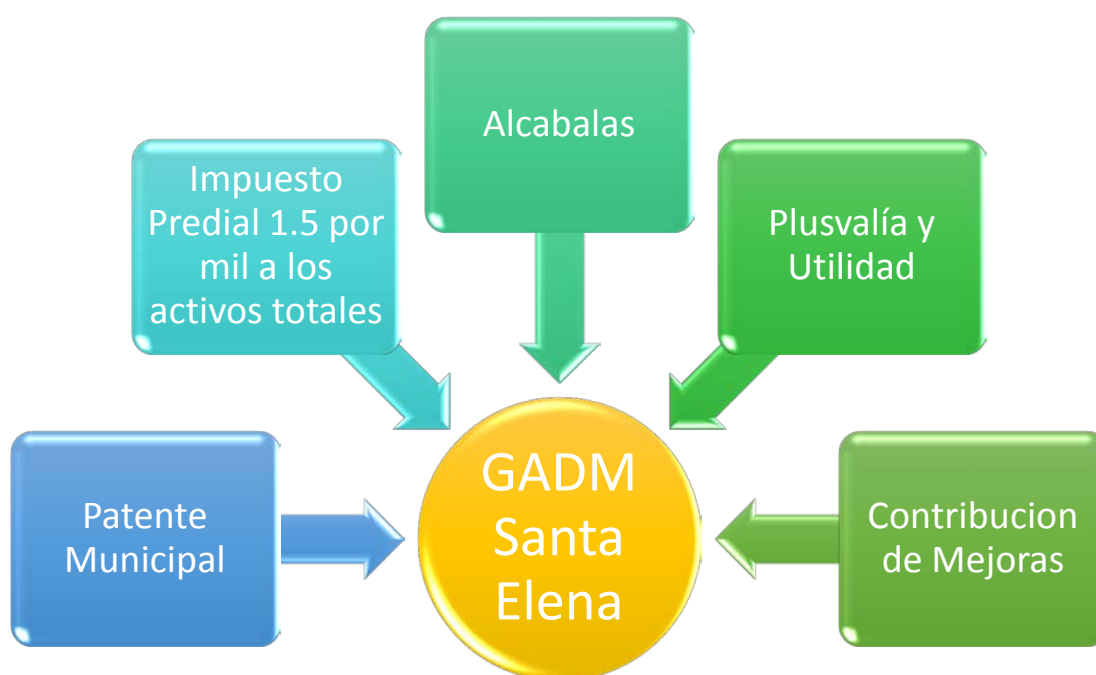 Alcabalas
Impuesto
Predial 1.5 por
mil a los
activos totales
Plusvalía y
Utilidad
Patente
Municipal
GADM
Santa
Elena
Contribucion
de Mejoras